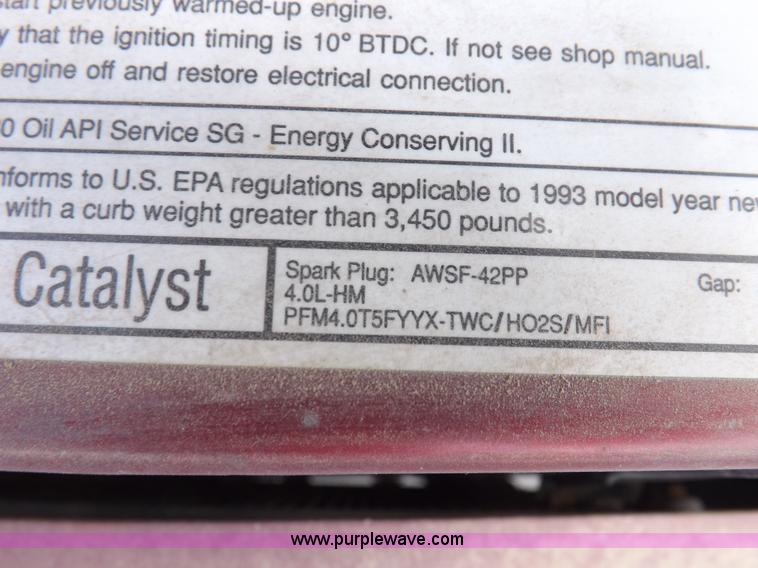 start previously warmed-up engine.
that the ignition timing is 10° BTDC. If not see shop manual.
engine off and restore electrical connection.
0 Oil API Service SG - Energy Conserving II.
nforms to U.S. EPA regulations applicable to 1993 model year ne
with a curb weight greater than 3,450 pounds.
Catalyst
Spark Plug: AWSF-42PP Gap:
4.0L-HM
PFM4.0T5FYYX-TWC/HO2S/MFI
www.purplewave.com